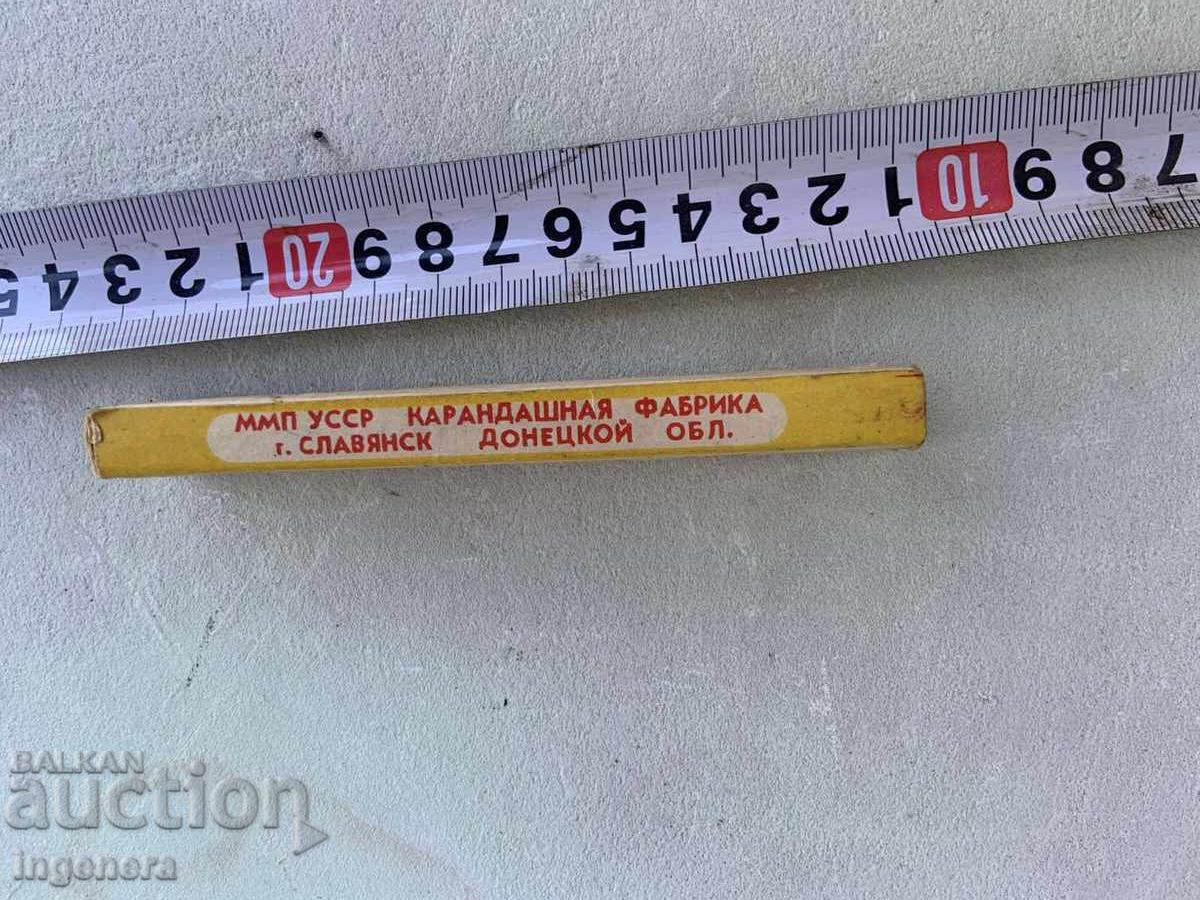 5 4 3 2 1 20 9 8 7 6 5 4 3 2 1 10 9 8 7
ММП УССР КАРАНДАШНАЯ ФАБРИКА
г. СЛАВЯНСК ДОНЕЦКОЙ ОБЛ.
BALKAN
auction
ingenera